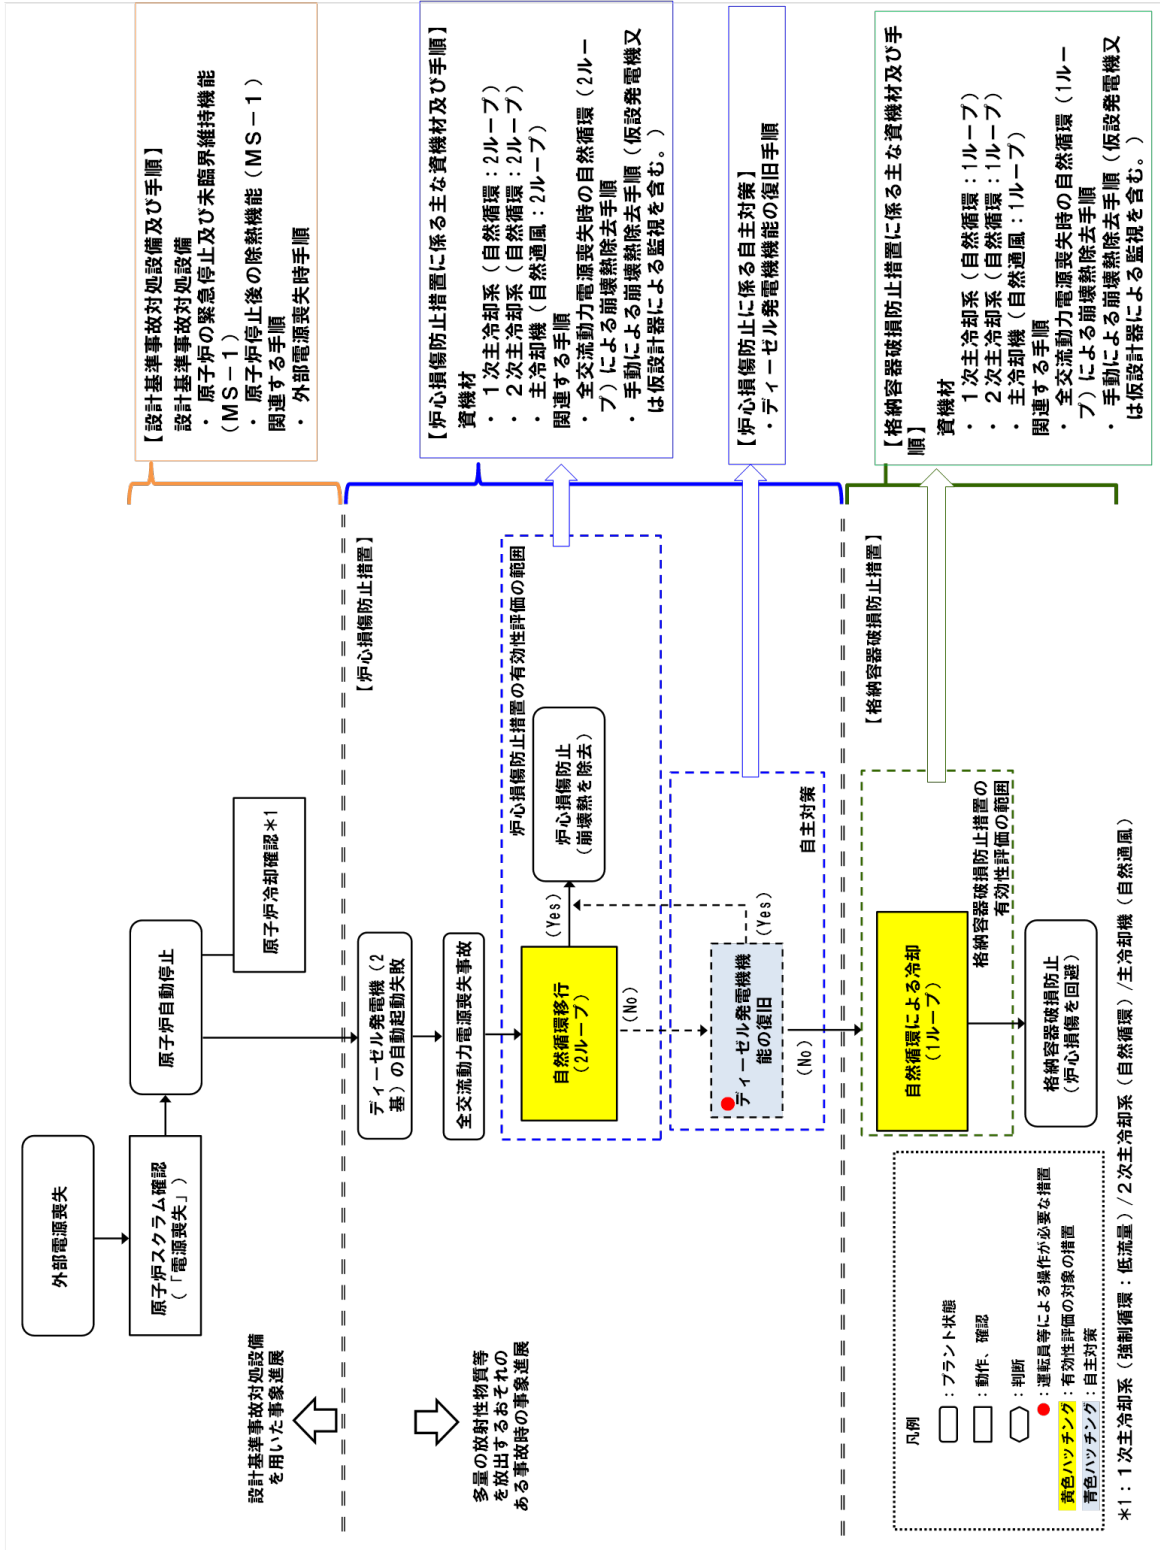 外部電源喪失
原子炉スクラム確認
（「電源喪失」）
原子炉自動停止
原子炉冷却確認＊1
設計基準事故対処設備
を用いた事象進展
多量の放射性物質等
を放出するおそれの
ある事故時の事象進展
【設計基準事故対処設備及び手順】
設計基準事故対処設備
・ 原子炉の緊急停止及び未臨界維持機能
（ＭＳ－１）
・ 原子炉停止後の除熱機能（ＭＳ－１）
関連する手順
・ 外部電源喪失時手順
【炉心損傷防止措置】
ディーゼル発電機（2
基）の自動起動失敗
全交流動力電源喪失事故
炉心損傷防止措置の有効性評価の範囲
自然循環移行
（2ループ）
（Yes）
炉心損傷防止
（崩壊熱を除去）
（No）
ディーゼル発電機機
能の復旧
（Yes）
自主対策
（No）
【炉心損傷防止措置に係る主な資機材及び手順】
資機材
・ １次主冷却系（自然循環：2ループ）
・ ２次主冷却系（自然循環：2ループ）
・ 主冷却機（自然通風：2ループ）
関連する手順
・ 全交流動力電源喪失時の自然循環（2ルー
プ）による崩壊熱除去手順
・ 手動による崩壊熱除去手順（仮設発電機又
は仮設計器による監視を含む。）
【炉心損傷防止に係る自主対策】
・ディーゼル発電機機能の復旧手順
【格納容器破損防止措置】
自然循環による冷却
（1ループ）
格納容器破損防止措置の
有効性評価の範囲
格納容器破損防止
（炉心損傷を回避）
【格納容器破損防止措置に係る主な資機材及び手
順】
資機材
・ １次主冷却系（自然循環：1ループ）
・ ２次主冷却系（自然循環：1ループ）
・ 主冷却機（自然通風：1ループ）
関連する手順
・ 全交流動力電源喪失時の自然循環（1ルー
プ）による崩壊熱除去手順
・ 手動による崩壊熱除去手順（仮設発電機又
は仮設計器による監視を含む。）
凡例
：プラント状態
：動作、確認
：判断
：運転員等による操作が必要な措置
黄色ハッチング：有効性評価の対象の措置
青色ハッチング：自主対策
＊1：１次主冷却系（強制循環：低流量）/２次主冷却系（自然循環）/主冷却機（自然通風）